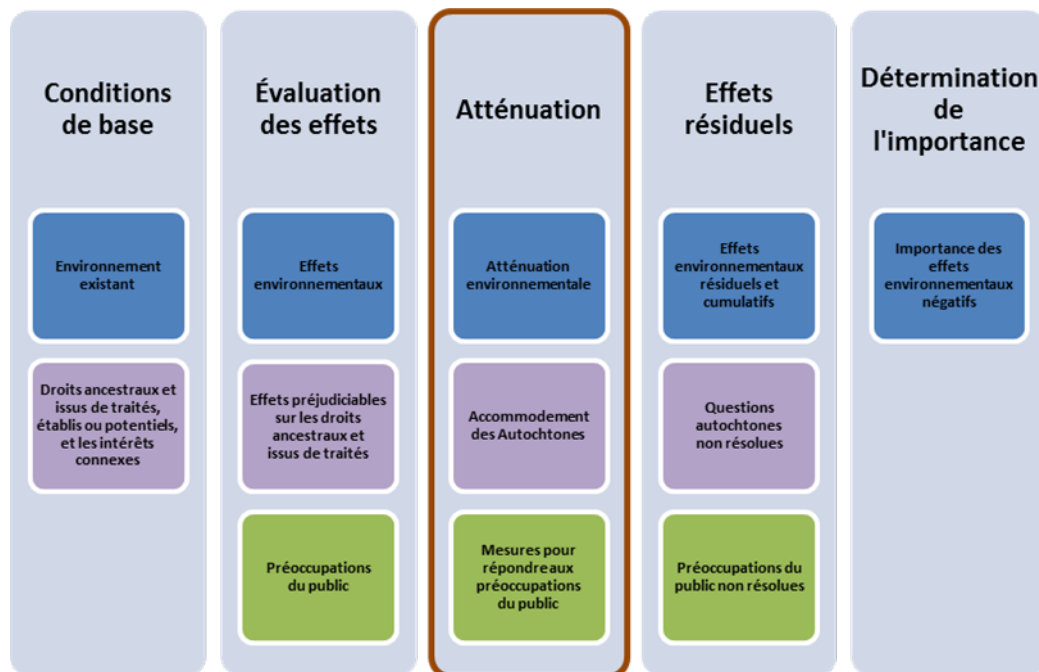 Conditions
de base
Environnement
existant
Droits ancestraux et
issus de traités,
établis ou potentiels,
et les intérêts
connexes
Évaluation
des effets
Effets
environnementaux
Effets préjudiciables
sur les droits
ancestraux et
issus de traités
Préoccupations
du public
Atténuation
Atténuation
environnementale
Accommodement
des Autochtones
Mesures pour
répondre aux
préoccupations
du public
Effets
résiduels
Effets
environnementaux
résiduels et
cumulatifs
Questions
autochtones
non résolues
Préoccupations du
public non résolues
Détermination
de
l'importance
Importance des
effets
environnementaux
négatifs